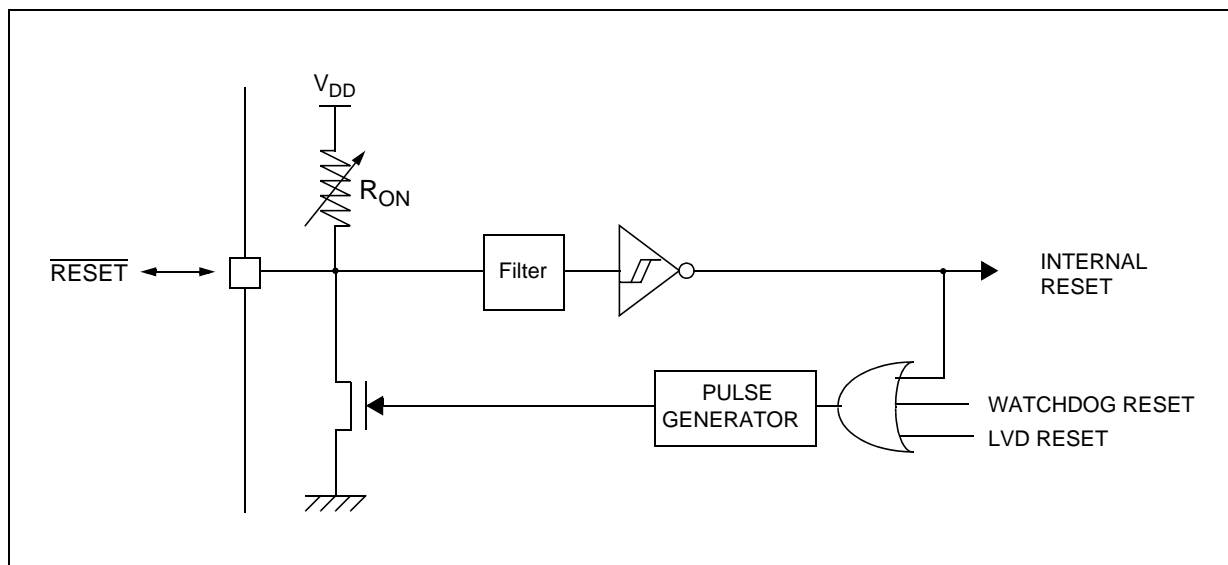 VDD
RON
RESET
Filter
INTERNAL
RESET
PULSE
GENERATOR
WATCHDOG RESET
LVD RESET